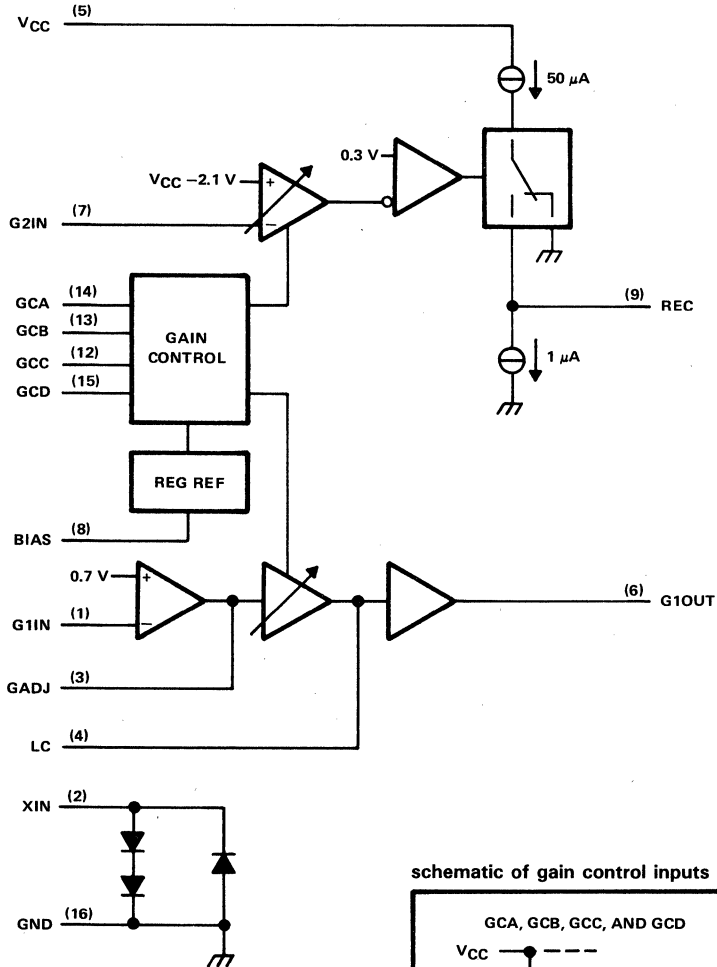 VCC (5)
50 μA
0.3 V
VCC −2.1 V
+
G2IN (7)
−
GCA (14)
GCB (13)
GCC (12)
GCD (15)
GAIN
CONTROL
(9) REC
1 μA
REG REF
BIAS (8)
0.7 V
+
(6) G1OUT
G1IN (1)
−
GADJ (3)
LC (4)
XIN (2)
GND (16)
schematic of gain control inputs
GCA, GCB, GCC, AND GCD
VCC